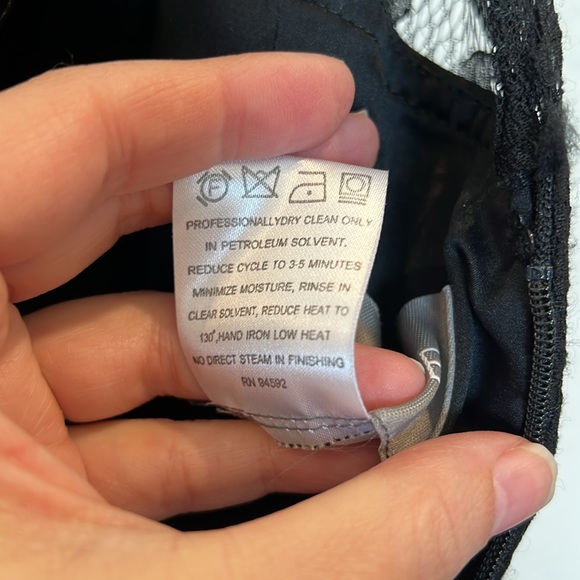 F
PROFESSIONALLYDRY CLEAN ONLY
IN PETROLEUM SOLVENT.
REDUCE CYCLE TO 3-5 MINUTES
MINIMIZE MOISTURE, RINSE IN
CLEAR SOLVENT, REDUCE HEAT TO
130°,HAND IRON LOW HEAT
NO DIRECT STEAM IN FINISHING
RN 94592